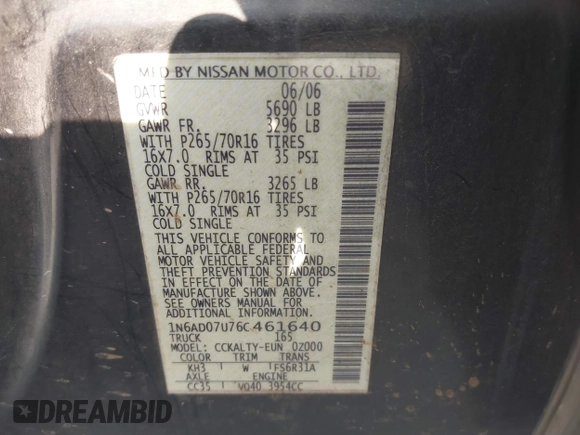 MFD BY NISSAN MOTOR CO., LTD.
DATE 06/06
GVWR 5690 LB
GAWR FR. 3296 LB
WITH P265/70R16 TIRES
16X7.0 RIMS AT 35 PSI
COLD SINGLE
GAWR RR. 3265 LB
WITH P265/70R16 TIRES
16X7.0 RIMS AT 35 PSI
COLD SINGLE
THIS VEHICLE CONFORMS TO
ALL APPLICABLE FEDERAL
MOTOR VEHICLE SAFETY AND
THEFT PREVENTION STANDARDS
IN EFFECT ON THE DATE OF
MANUFACTURE SHOWN ABOVE.
SEE OWNERS MANUAL FOR
ADDITIONAL INFO.
1N6AD07U76C461640
TRUCK 165
MODEL: CCKALTY-EUN 0Z000
COLOR TRIM TRANS
KH3 W FS6R31A
AXLE ENGINE
CC35 VQ40 3954CC
DREAMBID